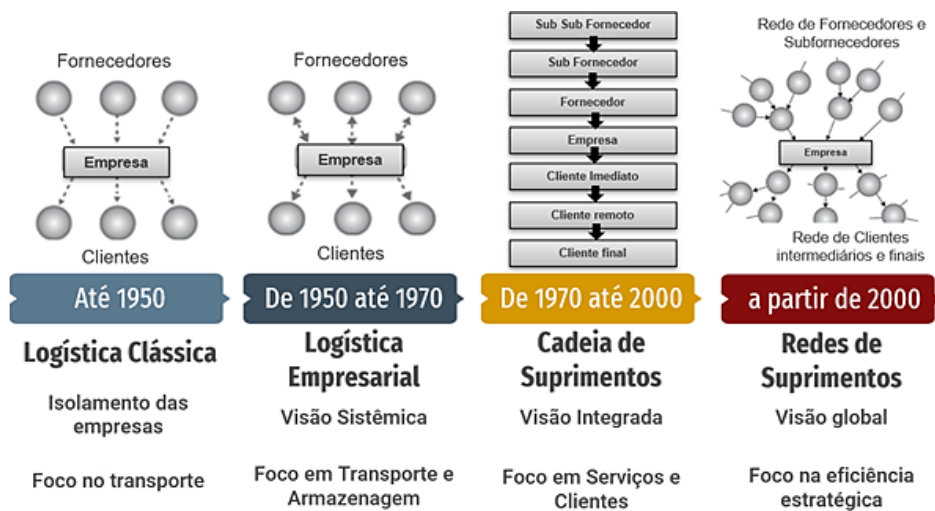 Fornecedores
Empresa
Clientes
Até 1950
Logística Clássica
Isolamento das
empresas
Foco no transporte
Fornecedores
Empresa
Clientes
De 1950 até 1970
Logística
Empresarial
Visão Sistêmica
Foco em Transporte e
Armazenagem
Sub Sub Fornecedor
Sub Fornecedor
Fornecedor
Empresa
Cliente Imediato
Cliente remoto
Cliente final
De 1970 até 2000
Cadeia de
Suprimentos
Visão Integrada
Foco em Serviços e
Clientes
Rede de Fornecedores e
Subfornecedores
Empresa
Rede de Clientes
intermediários e finais
a partir de 2000
Redes de
Suprimentos
Visão global
Foco na eficiência
estratégica